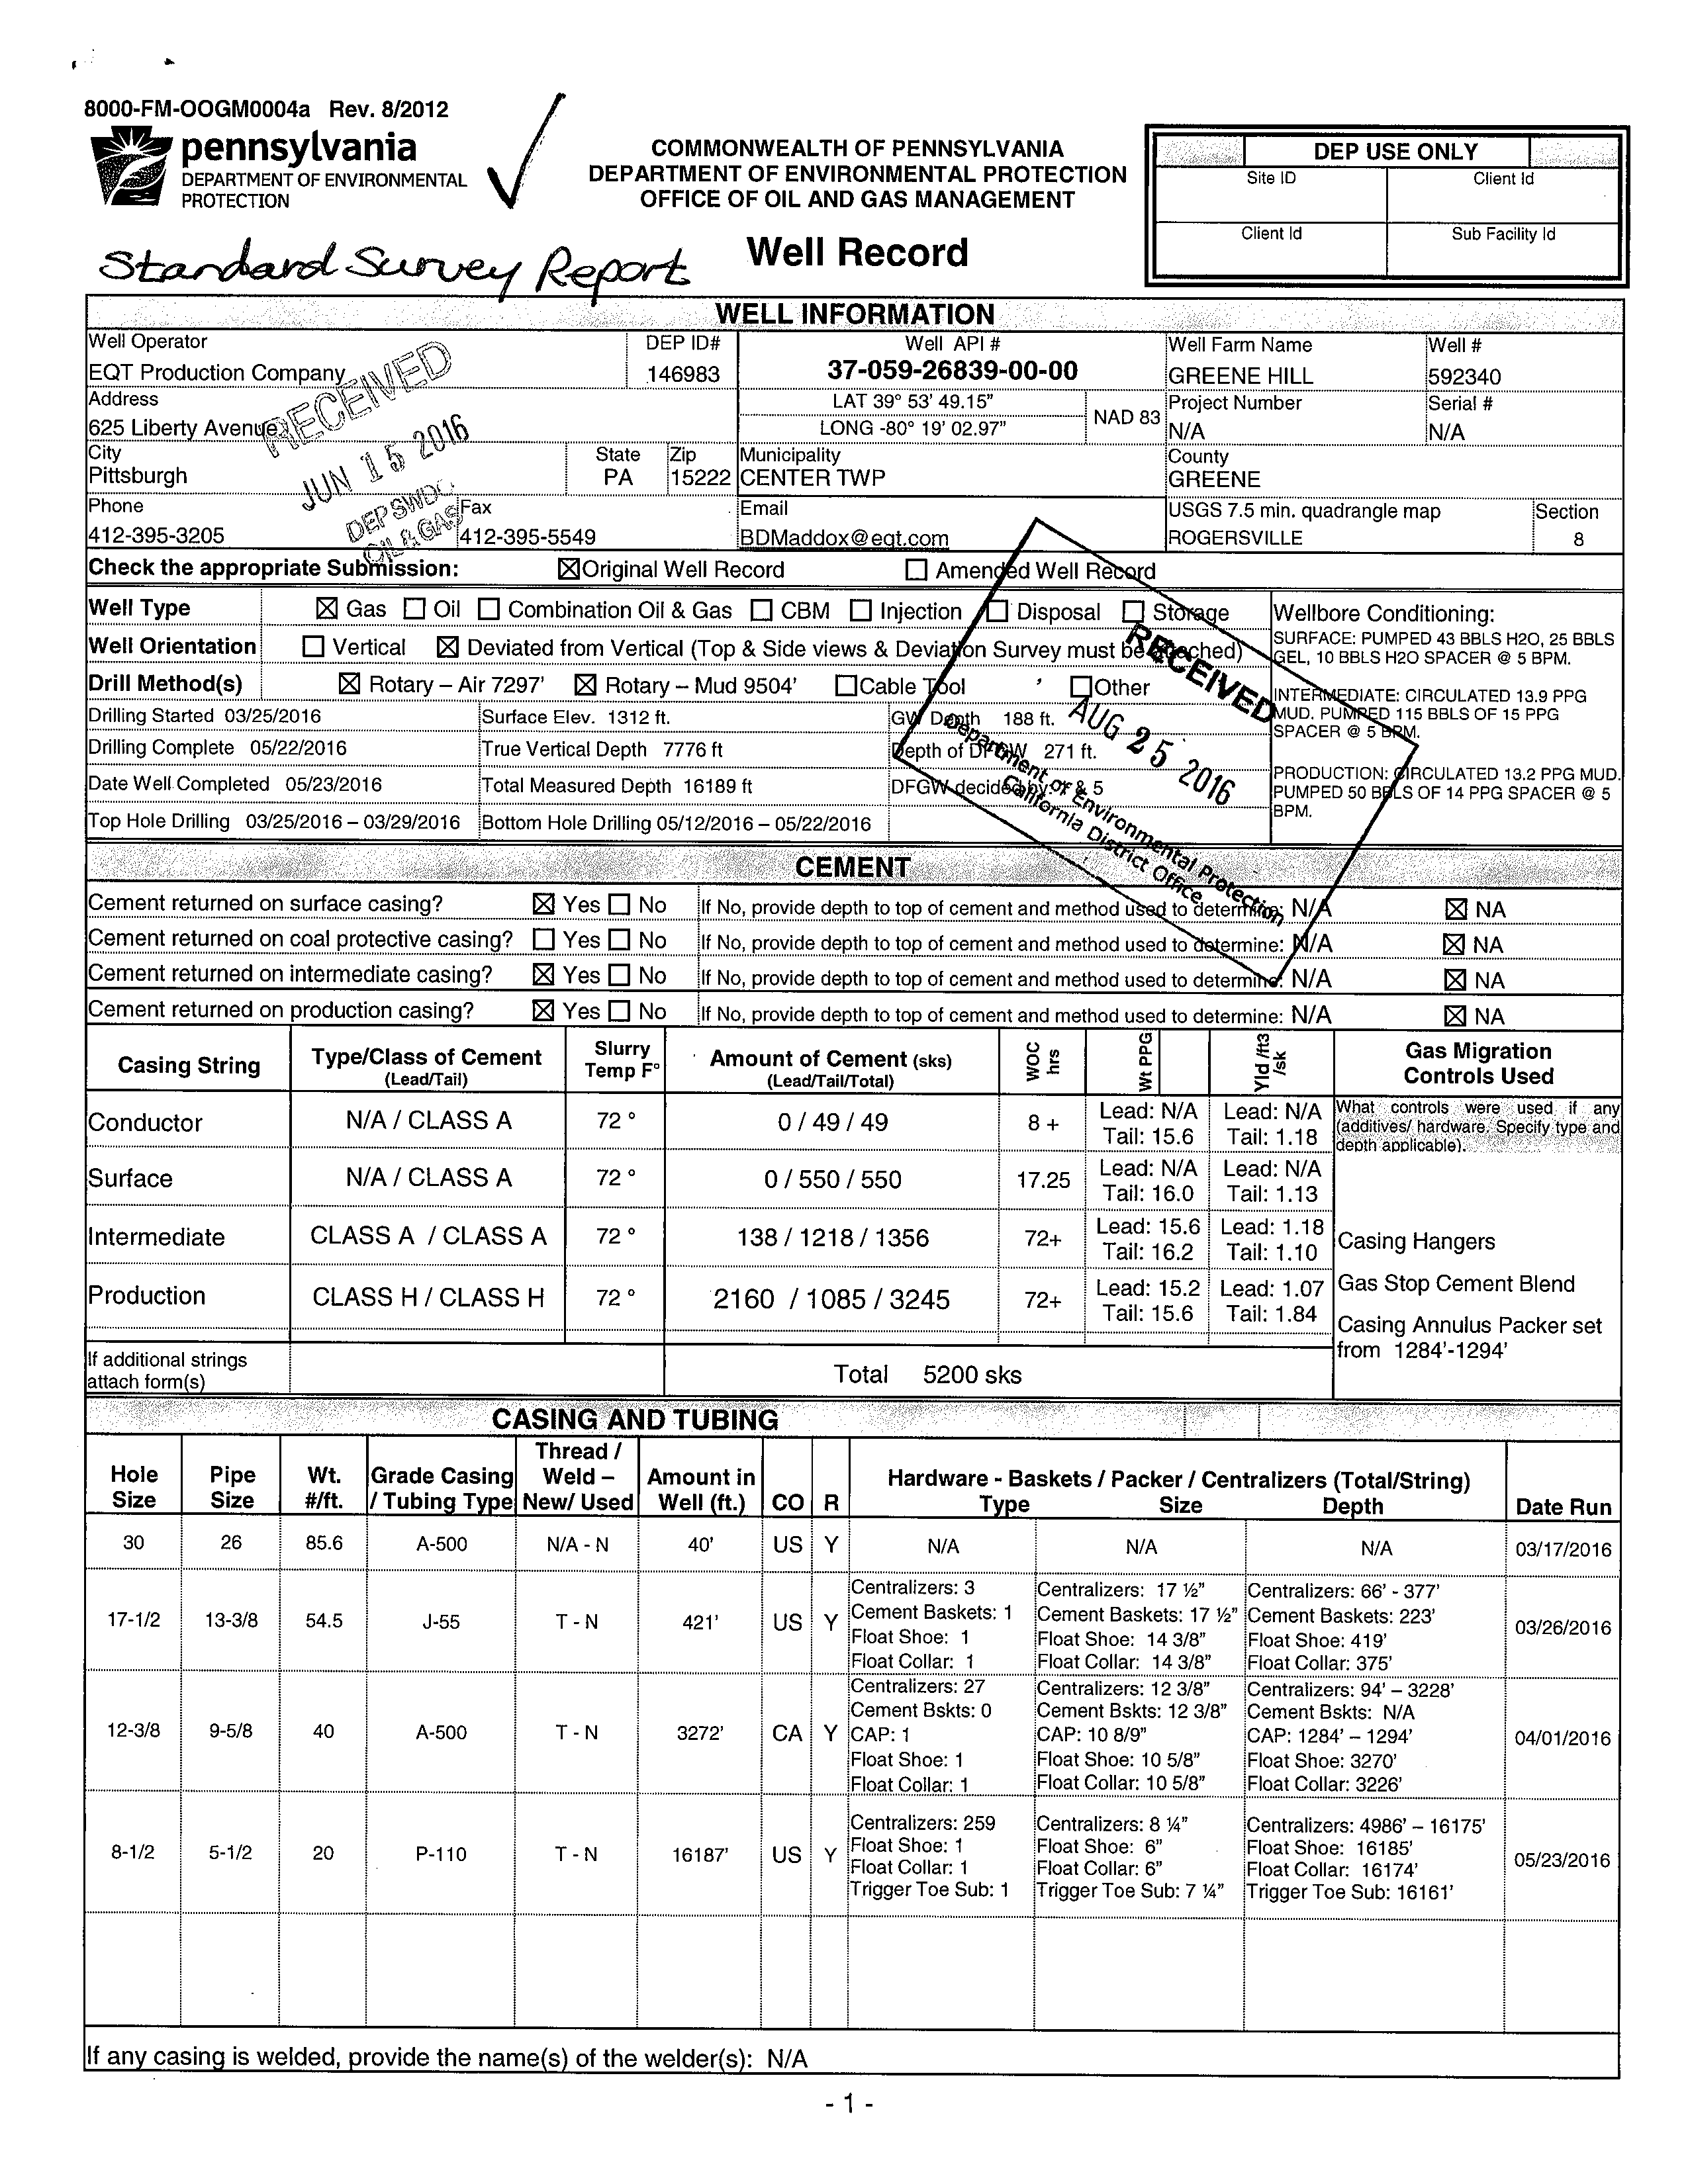 8000-FM-OOGM0004a Rev. 8/2012
pennsylvania
DEPARTMENT OF ENVIRONMENTAL
PROTECTION
COMMONWEALTH OF PENNSYLVANIA
DEPARTMENT OF ENVIRONMENTAL PROTECTION
OFFICE OF OIL AND GAS MANAGEMENT
DEP USE ONLY
Site ID Client Id
Client Id Sub Facility Id
Standard Survey Report
Well Record
WELL INFORMATION
Well Operator DEP ID# Well API # Well Farm Name Well #
EQT Production Company 146983 37-059-26839-00-00 GREENE HILL 592340
Address LAT 39° 53' 49.15" NAD 83 Project Number Serial #
625 Liberty Avenue LONG -80° 19' 02.97" N/A N/A
City State Zip Municipality County
Pittsburgh PA 15222 CENTER TWP GREENE
Phone Fax Email USGS 7.5 min. quadrangle map Section
412-395-3205 412-395-5549 BDMaddox@eqt.com ROGERSVILLE 8
RECEIVED
JUN 15 2016
DEP SWDO
OIL & GAS
Check the appropriate Submission: ☒ Original Well Record ☐ Amended Well Record
Well Type ☒ Gas ☐ Oil ☐ Combination Oil & Gas ☐ CBM ☐ Injection ☐ Disposal ☐ Storage
Well Orientation ☐ Vertical ☒ Deviated from Vertical (Top & Side views & Deviation Survey must be attached)
Drill Method(s) ☒ Rotary – Air 7297' ☒ Rotary – Mud 9504' ☐ Cable Tool ☐ Other
Wellbore Conditioning:
SURFACE: PUMPED 43 BBLS H2O, 25 BBLS
GEL, 10 BBLS H2O SPACER @ 5 BPM.
INTERMEDIATE: CIRCULATED 13.9 PPG
MUD. PUMPED 115 BBLS OF 15 PPG
SPACER @ 5 BPM.
PRODUCTION: CIRCULATED 13.2 PPG MUD.
PUMPED 50 BBLS OF 14 PPG SPACER @ 5
BPM.
Drilling Started 03/25/2016 Surface Elev. 1312 ft. GW Depth 188 ft.
Drilling Complete 05/22/2016 True Vertical Depth 7776 ft Depth of DFGW 271 ft.
Date Well Completed 05/23/2016 Total Measured Depth 16189 ft DFGW decided by: & 5
Top Hole Drilling 03/25/2016 – 03/29/2016 Bottom Hole Drilling 05/12/2016 – 05/22/2016
RECEIVED
AUG 25 2016
Department of Environmental Protection
California District Office
CEMENT
Cement returned on surface casing? ☒ Yes ☐ No If No, provide depth to top of cement and method used to determine: N/A ☒ NA
Cement returned on coal protective casing? ☐ Yes ☐ No If No, provide depth to top of cement and method used to determine: N/A ☒ NA
Cement returned on intermediate casing? ☒ Yes ☐ No If No, provide depth to top of cement and method used to determine: N/A ☒ NA
Cement returned on production casing? ☒ Yes ☐ No If No, provide depth to top of cement and method used to determine: N/A ☒ NA
Casing String Type/Class of Cement (Lead/Tail) Slurry Temp F° Amount of Cement (sks) (Lead/Tail/Total) WOC hrs Wt PPG Yld /ft3 /sk Gas Migration Controls Used
Conductor N/A / CLASS A 72 ° 0 / 49 / 49 8 + Lead: N/A Tail: 15.6 Lead: N/A Tail: 1.18
Surface N/A / CLASS A 72 ° 0 / 550 / 550 17.25 Lead: N/A Tail: 16.0 Lead: N/A Tail: 1.13
Intermediate CLASS A / CLASS A 72 ° 138 / 1218 / 1356 72+ Lead: 15.6 Tail: 16.2 Lead: 1.18 Tail: 1.10
Production CLASS H / CLASS H 72 ° 2160 / 1085 / 3245 72+ Lead: 15.2 Tail: 15.6 Lead: 1.07 Tail: 1.84
If additional strings attach form(s) Total 5200 sks
What controls were used if any
(additives/ hardware. Specify type and
depth applicable).
Casing Hangers
Gas Stop Cement Blend
Casing Annulus Packer set
from 1284'-1294'
CASING AND TUBING
Hole Size Pipe Size Wt. #/ft. Grade Casing / Tubing Type Thread / Weld – New/ Used Amount in Well (ft.) CO R Hardware - Baskets / Packer / Centralizers (Total/String) Type Size Depth Date Run
30 26 85.6 A-500 N/A - N 40' US Y N/A N/A N/A 03/17/2016
17-1/2 13-3/8 54.5 J-55 T - N 421' US Y 03/26/2016
Centralizers: 3 Centralizers: 17 ½" Centralizers: 66' - 377'
Cement Baskets: 1 Cement Baskets: 17 ½" Cement Baskets: 223'
Float Shoe: 1 Float Shoe: 14 3/8" Float Shoe: 419'
Float Collar: 1 Float Collar: 14 3/8" Float Collar: 375'
12-3/8 9-5/8 40 A-500 T - N 3272' CA Y 04/01/2016
Centralizers: 27 Centralizers: 12 3/8" Centralizers: 94' – 3228'
Cement Bskts: 0 Cement Bskts: 12 3/8" Cement Bskts: N/A
CAP: 1 CAP: 10 8/9" CAP: 1284' – 1294'
Float Shoe: 1 Float Shoe: 10 5/8" Float Shoe: 3270'
Float Collar: 1 Float Collar: 10 5/8" Float Collar: 3226'
8-1/2 5-1/2 20 P-110 T - N 16187' US Y 05/23/2016
Centralizers: 259 Centralizers: 8 ¼" Centralizers: 4986' – 16175'
Float Shoe: 1 Float Shoe: 6" Float Shoe: 16185'
Float Collar: 1 Float Collar: 6" Float Collar: 16174'
Trigger Toe Sub: 1 Trigger Toe Sub: 7 ¼" Trigger Toe Sub: 16161'
If any casing is welded, provide the name(s) of the welder(s): N/A
- 1 -